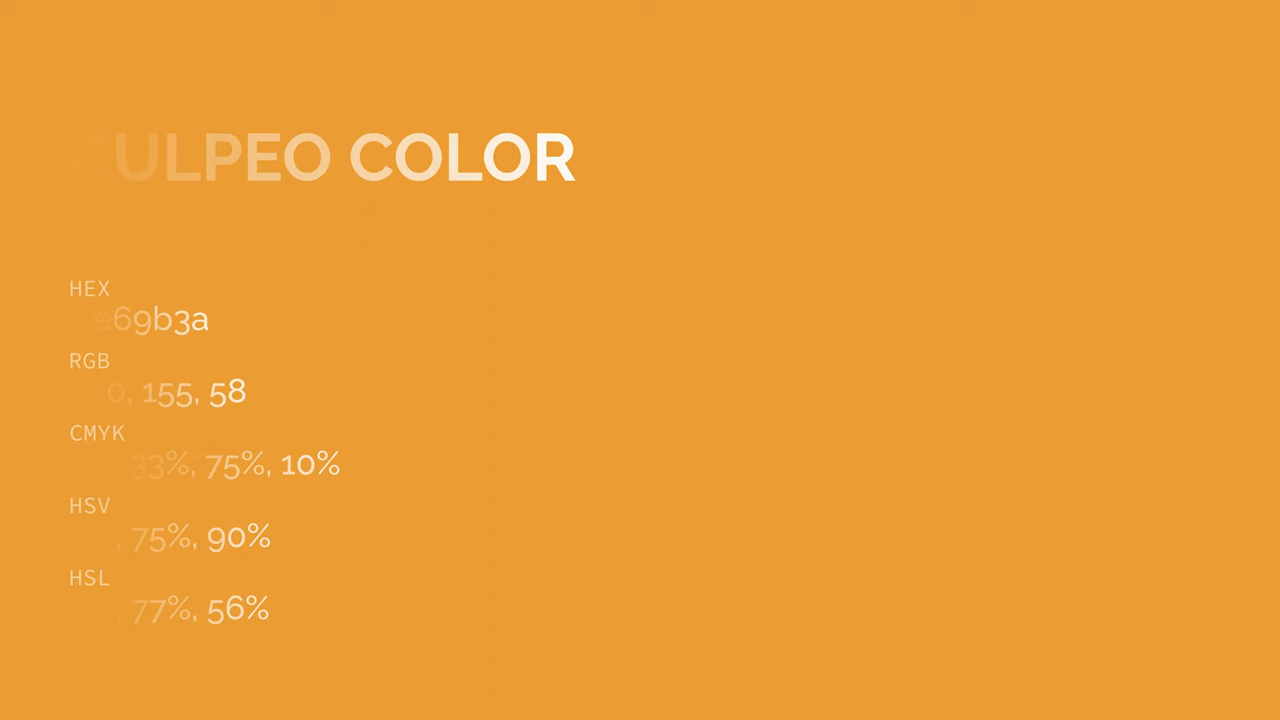 CULPEO COLOR
HEX
e69b3a
RGB
0, 155, 58
CMYK
33%, 75%, 10%
HSV
, 75%, 90%
HSL
, 77%, 56%